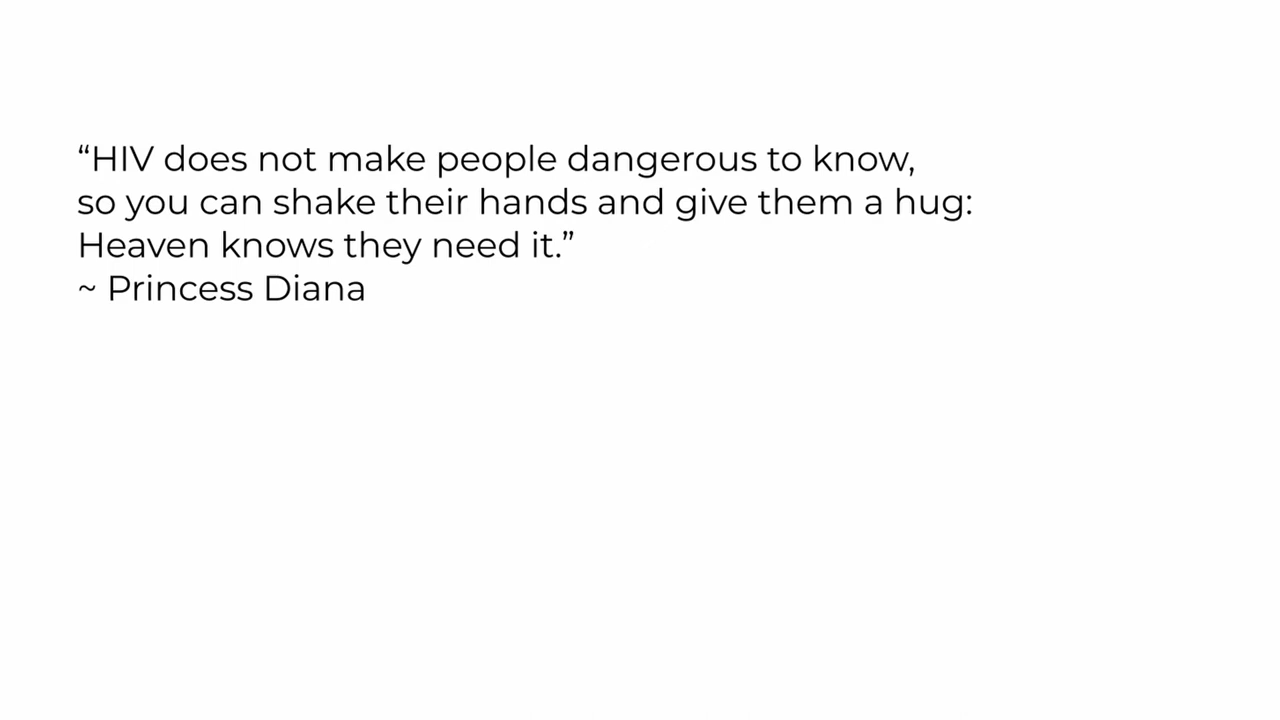 “HIV does not make people dangerous to know,
so you can shake their hands and give them a hug:
Heaven knows they need it.”
~ Princess Diana